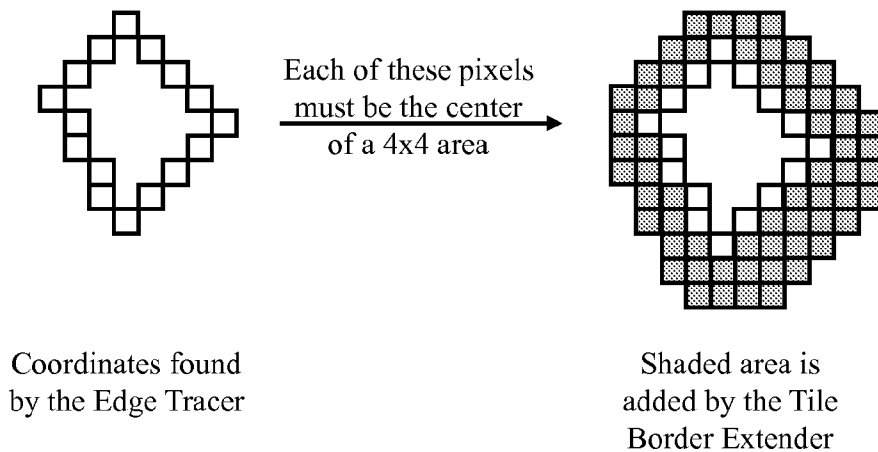 Each of these pixels
must be the center
of a 4x4 area
Coordinates found
by the Edge Tracer
Shaded area is
added by the Tile
Border Extender